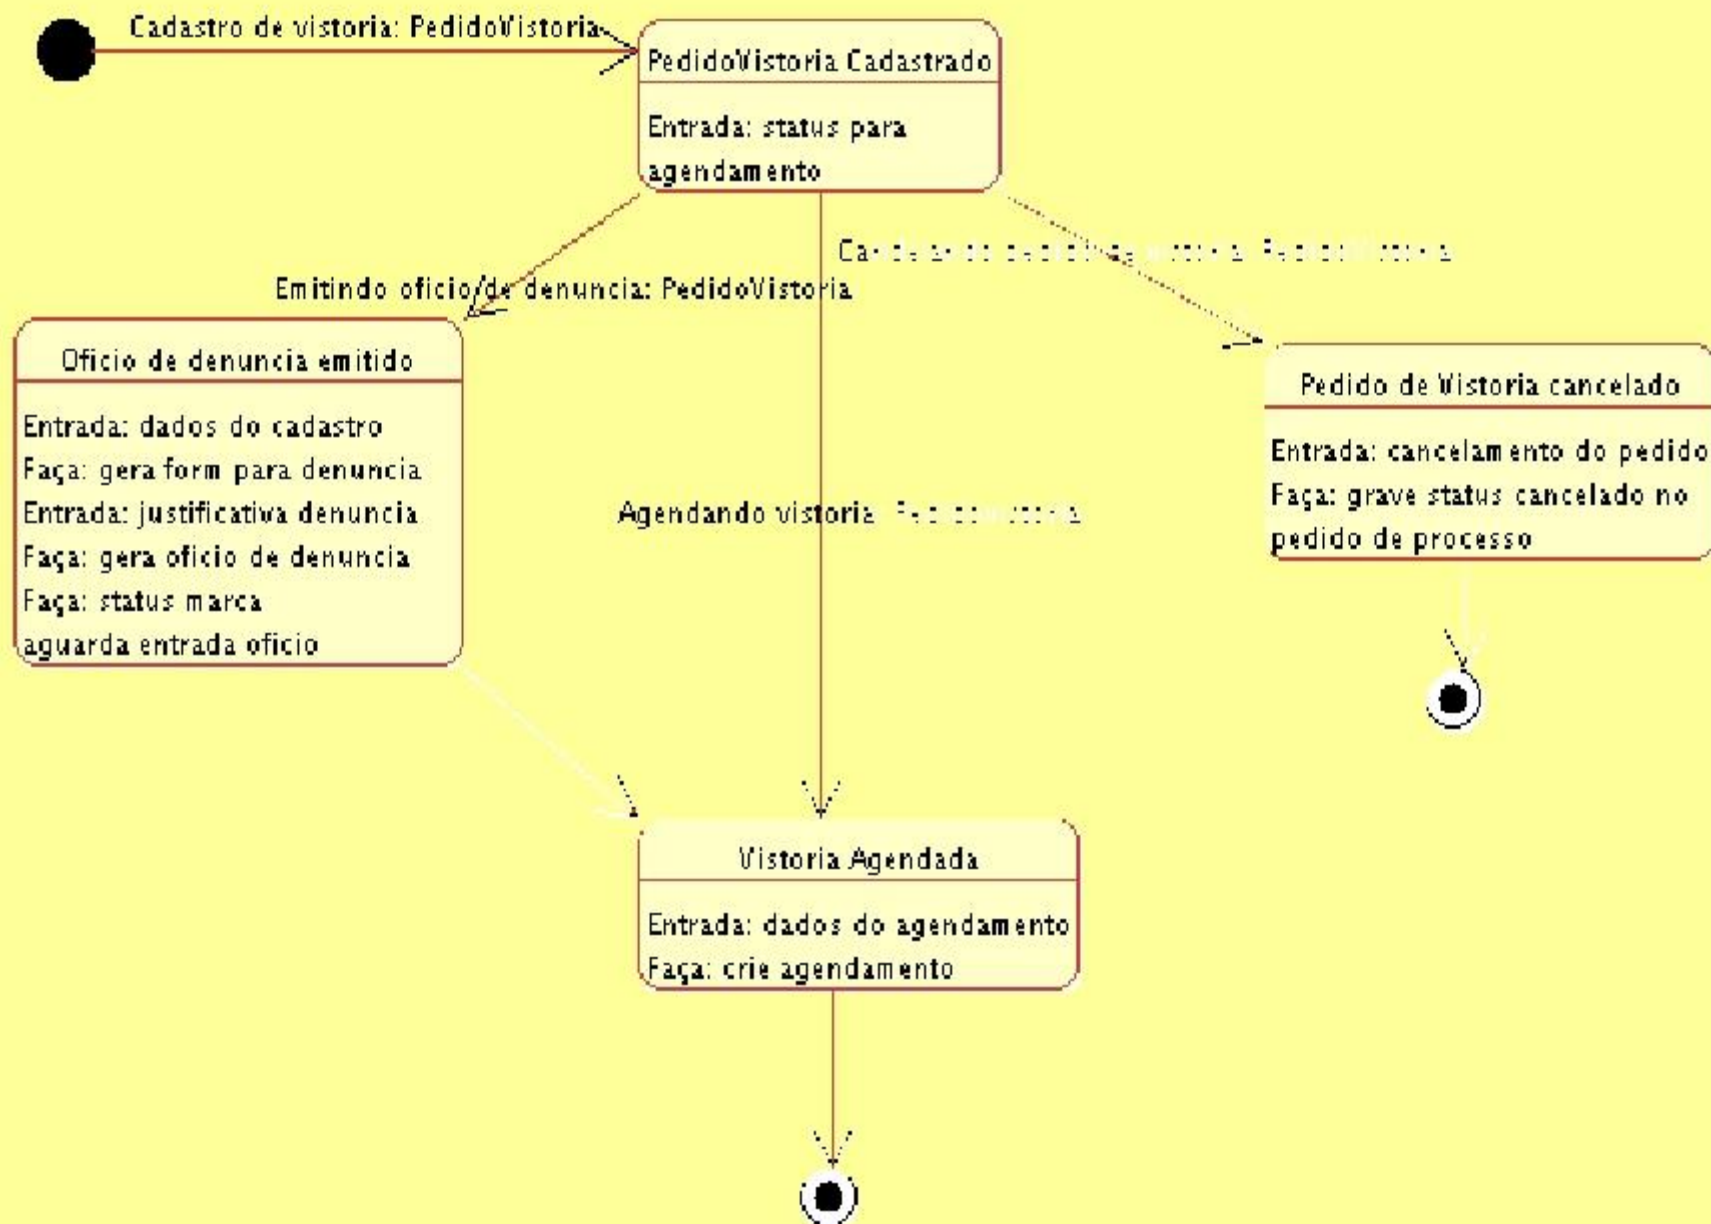 Cadastro de vistoria: PedidoVistoria
PedidoVistoria Cadastrado
Entrada: status para
agendamento
Emitindo oficio/de denuncia: PedidoVistoria
Oficio de denuncia emitido
Entrada: dados do cadastro
Faça: gera form para denuncia
Entrada: justificativa denuncia
Faça: gera oficio de denuncia
Faça: status marca
aguarda entrada oficio
Pedido de Vistoria cancelado
Entrada: cancelamento do pedido
Faça: grave status cancelado no
pedido de processo
Agendando vistoria
Vistoria Agendada
Entrada: dados do agendamento
Faça: crie agendamento